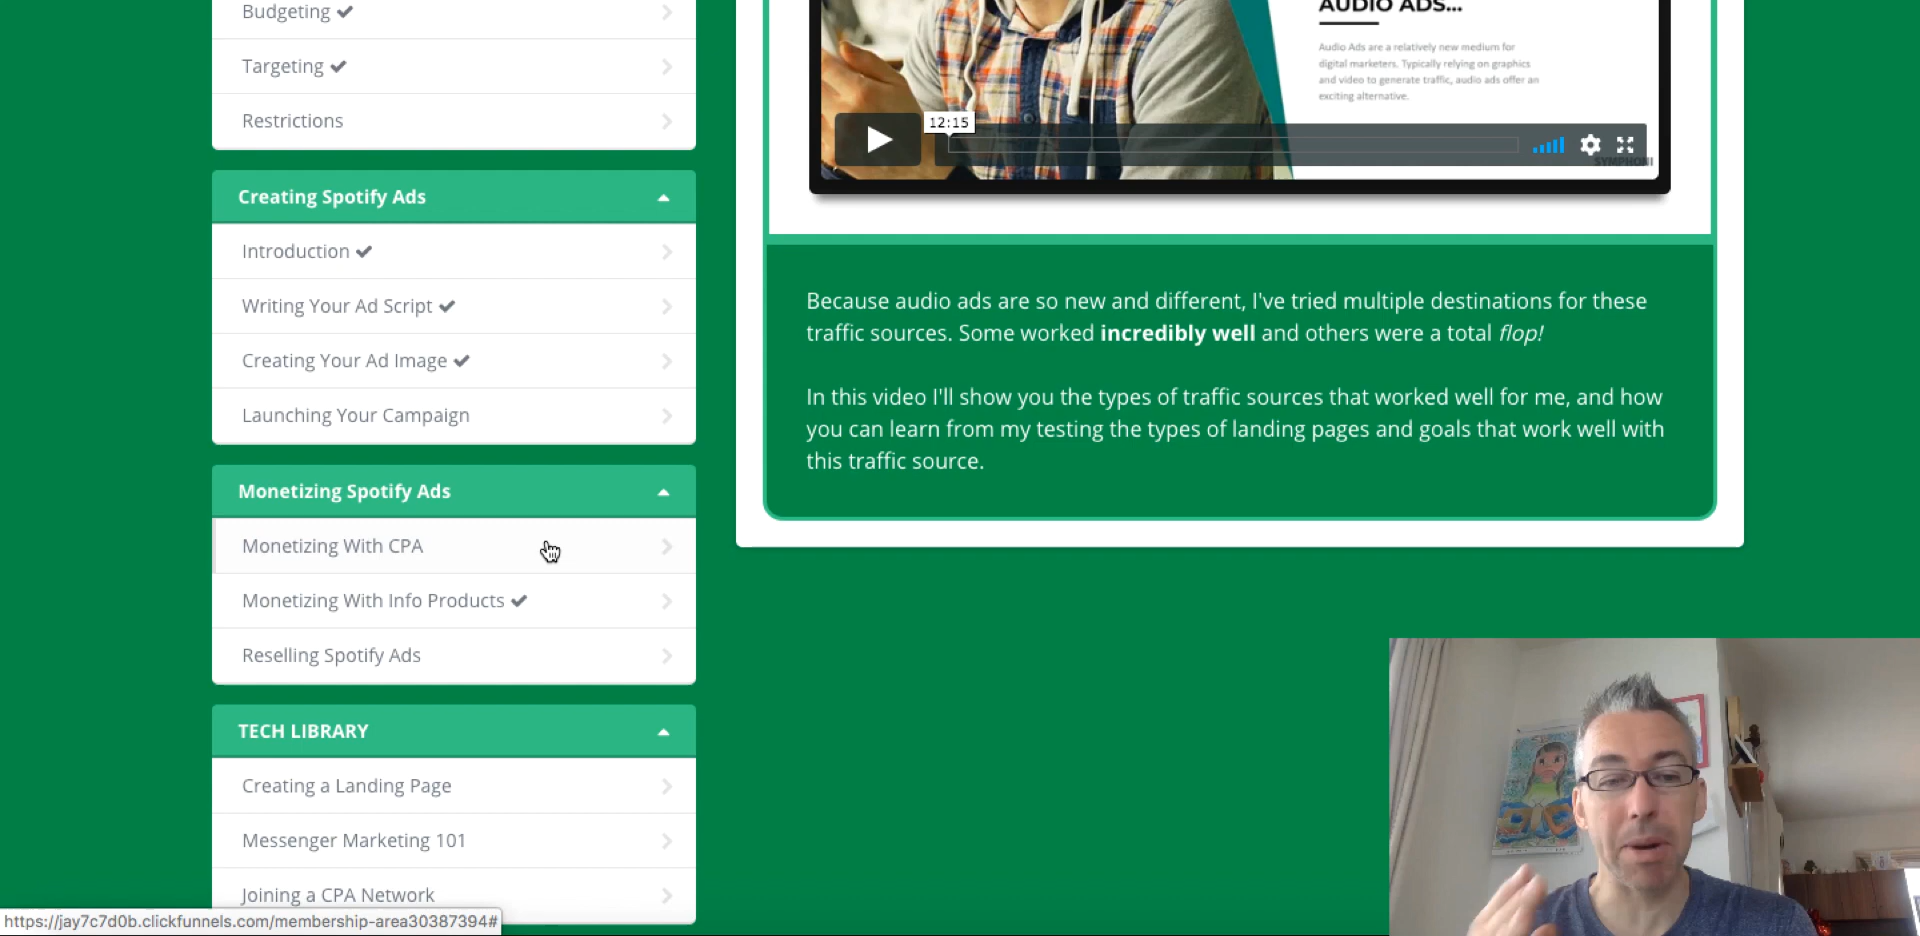 Budgeting ✔
Targeting ✔
Restrictions
Creating Spotify Ads
Introduction ✔
Writing Your Ad Script ✔
Creating Your Ad Image ✔
Launching Your Campaign
Monetizing Spotify Ads
Monetizing With CPA
Monetizing With Info Products ✔
Reselling Spotify Ads
TECH LIBRARY
Creating a Landing Page
Messenger Marketing 101
Joining a CPA Network
https://jay7c7d0b.clickfunnels.com/membership-area30387394#
AUDIO ADS...
Audio Ads are a relatively new medium for
digital marketers. Typically relying on graphics
and video to generate traffic, audio ads offer an
exciting alternative.
12:15
SYMPHONI
Because audio ads are so new and different, I've tried multiple destinations for these
traffic sources. Some worked incredibly well and others were a total flop!
In this video I'll show you the types of traffic sources that worked well for me, and how
you can learn from my testing the types of landing pages and goals that work well with
this traffic source.